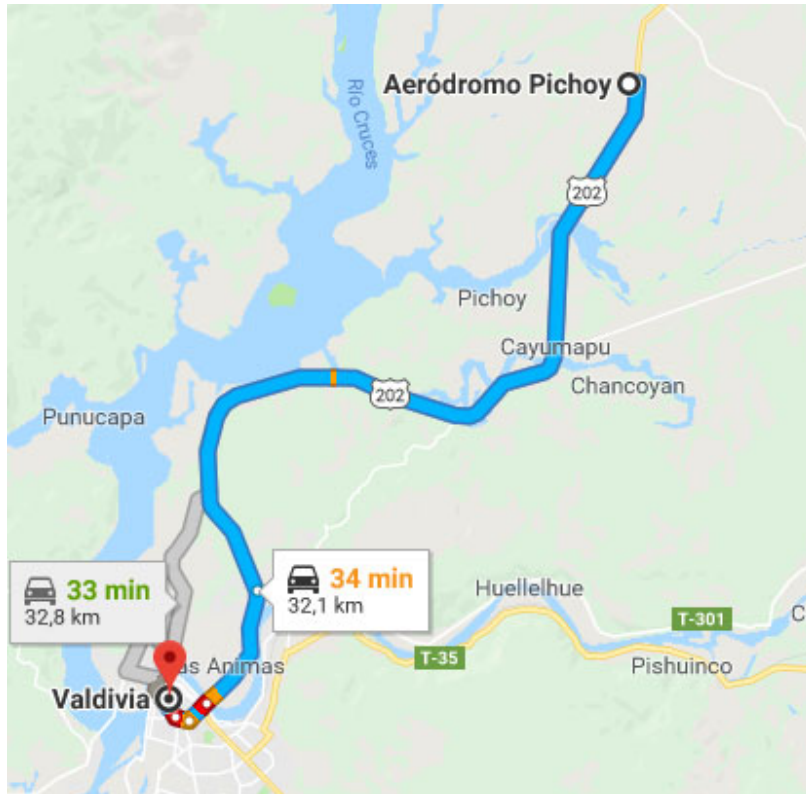 Aeródromo Pichoy
Río Cruces
202
Pichoy
Cayumapu
Chancoyan
202
Punucapa
33 min
32,8 km
34 min
32,1 km
Huellelhue
T-301
C
T-35
Pishuinco
as Animas
Valdivia